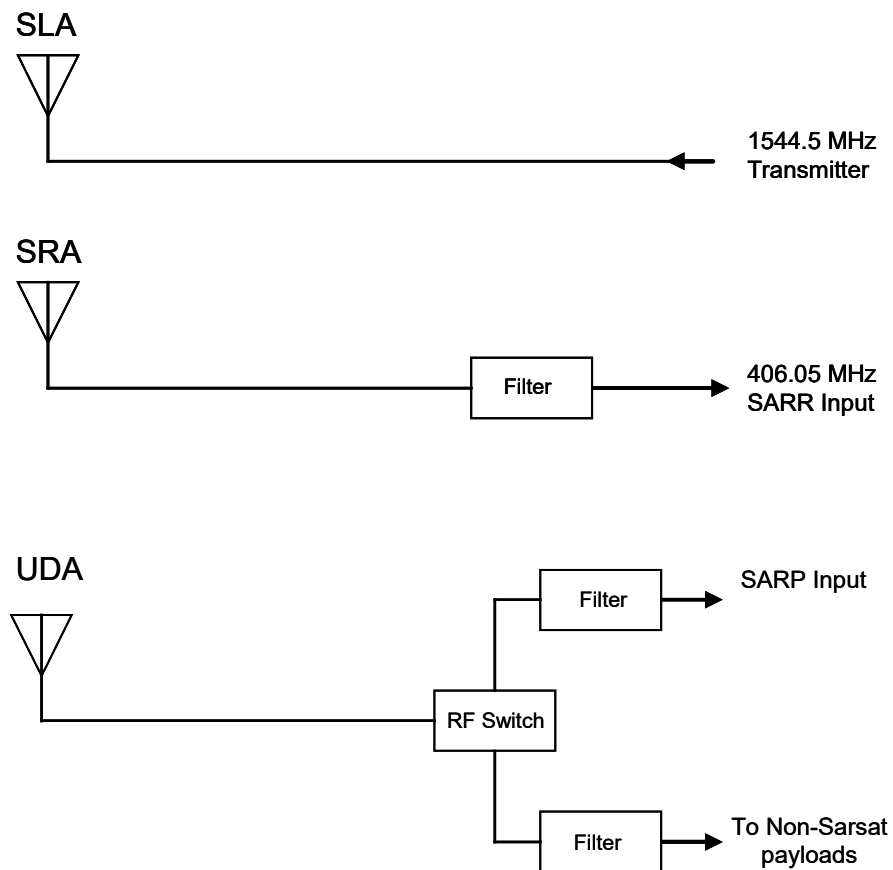 SLA
1544.5 MHz
Transmitter
SRA
Filter
406.05 MHz
SARR Input
UDA
Filter
SARP Input
RF Switch
Filter
To Non-Sarsat
payloads